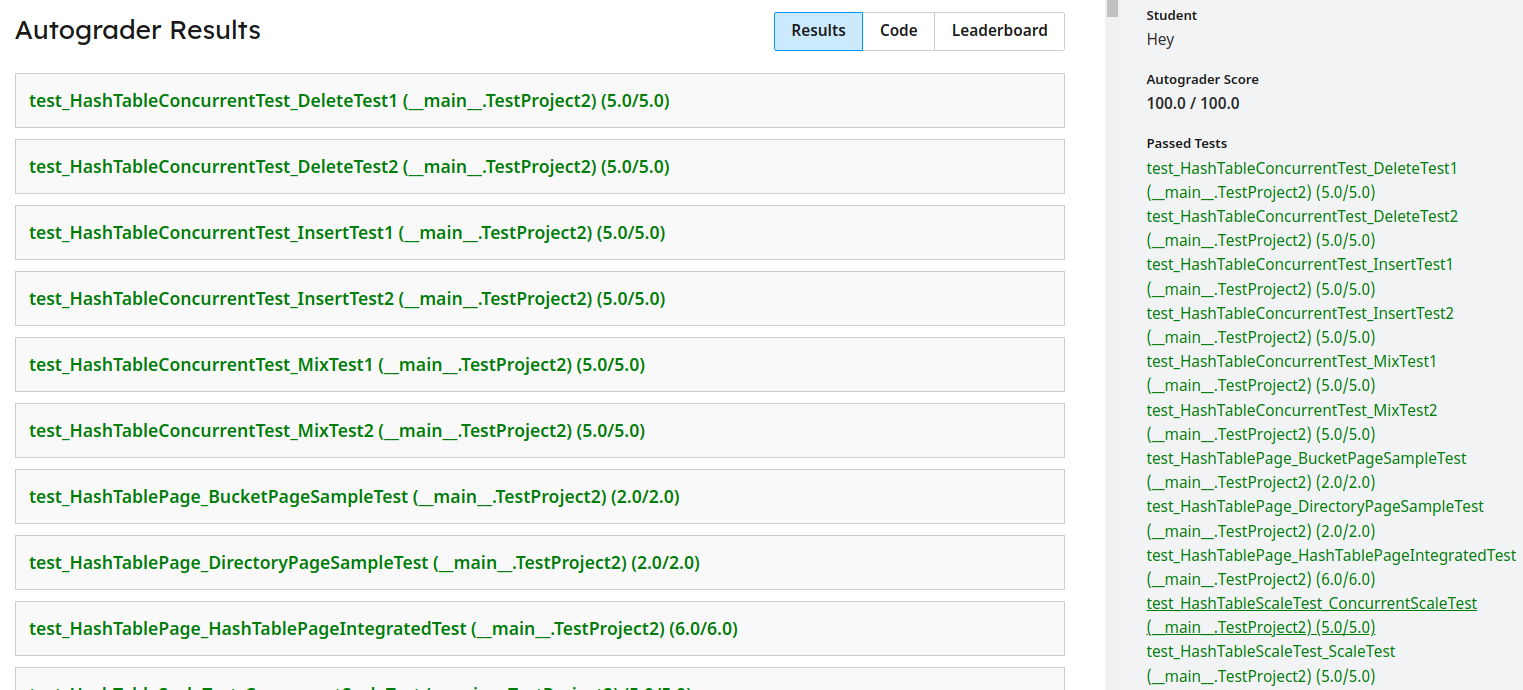 Autograder Results
Results
Code
Leaderboard
test_HashTableConcurrentTest_DeleteTest1 (__main__.TestProject2) (5.0/5.0)
test_HashTableConcurrentTest_DeleteTest2 (__main__.TestProject2) (5.0/5.0)
test_HashTableConcurrentTest_InsertTest1 (__main__.TestProject2) (5.0/5.0)
test_HashTableConcurrentTest_InsertTest2 (__main__.TestProject2) (5.0/5.0)
test_HashTableConcurrentTest_MixTest1 (__main__.TestProject2) (5.0/5.0)
test_HashTableConcurrentTest_MixTest2 (__main__.TestProject2) (5.0/5.0)
test_HashTablePage_BucketPageSampleTest (__main__.TestProject2) (2.0/2.0)
test_HashTablePage_DirectoryPageSampleTest (__main__.TestProject2) (2.0/2.0)
test_HashTablePage_HashTablePageIntegratedTest (__main__.TestProject2) (6.0/6.0)
Student
Hey
Autograder Score
100.0 / 100.0
Passed Tests
test_HashTableConcurrentTest_DeleteTest1
(__main__.TestProject2) (5.0/5.0)
test_HashTableConcurrentTest_DeleteTest2
(__main__.TestProject2) (5.0/5.0)
test_HashTableConcurrentTest_InsertTest1
(__main__.TestProject2) (5.0/5.0)
test_HashTableConcurrentTest_InsertTest2
(__main__.TestProject2) (5.0/5.0)
test_HashTableConcurrentTest_MixTest1
(__main__.TestProject2) (5.0/5.0)
test_HashTableConcurrentTest_MixTest2
(__main__.TestProject2) (5.0/5.0)
test_HashTablePage_BucketPageSampleTest
(__main__.TestProject2) (2.0/2.0)
test_HashTablePage_DirectoryPageSampleTest
(__main__.TestProject2) (2.0/2.0)
test_HashTablePage_HashTablePageIntegratedTest
(__main__.TestProject2) (6.0/6.0)
test_HashTableScaleTest_ConcurrentScaleTest
(__main__.TestProject2) (5.0/5.0)
test_HashTableScaleTest_ScaleTest
(__main__.TestProject2) (5.0/5.0)